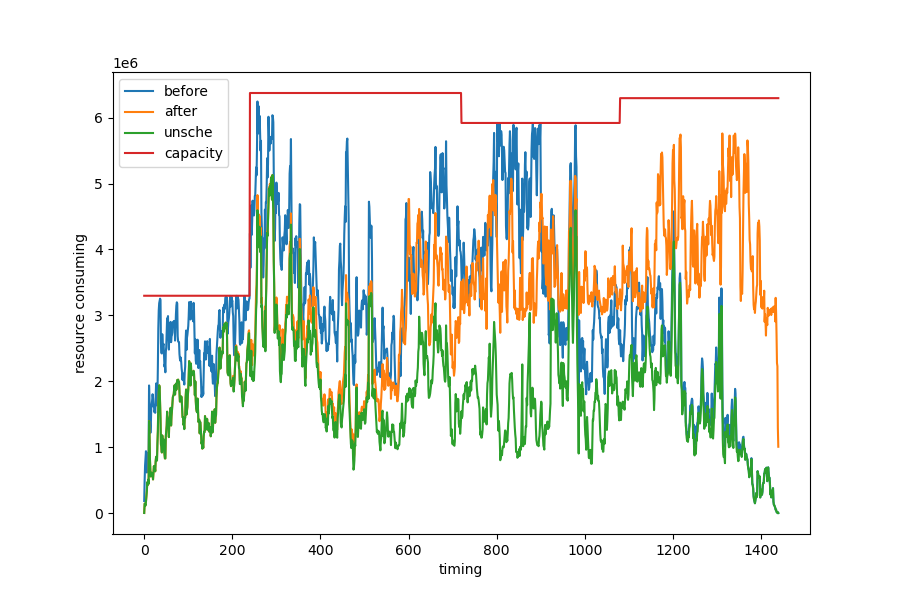 1e6
before
after
unsche
capacity
6
5
4
3
2
1
0
resource consuming
0 200 400 600 800 1000 1200 1400
timing